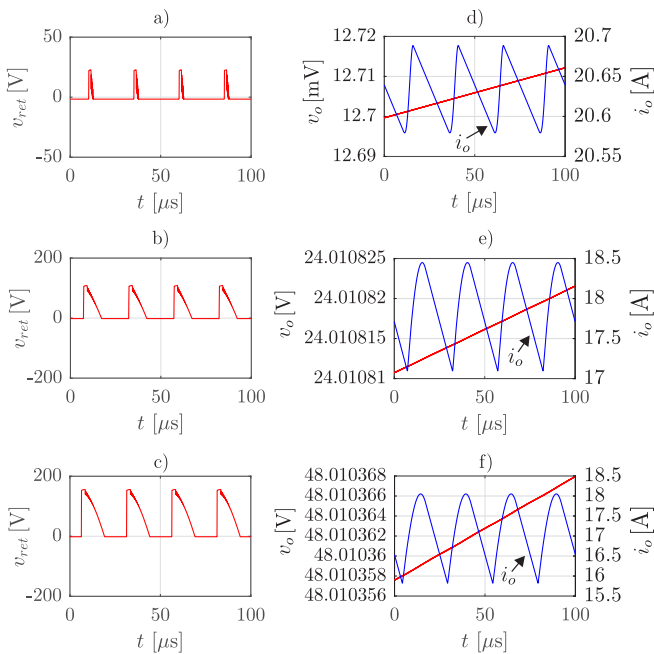 a)
50
0
-50
v_ret [V]
0 50 100
t [μs]
d)
12.72
12.71
12.7
12.69
v_o [mV]
20.7
20.65
20.6
20.55
i_o [A]
i_o
0 50 100
t [μs]
b)
200
0
-200
v_ret [V]
0 50 100
t [μs]
e)
24.010825
24.01082
24.010815
24.01081
v_o [V]
18.5
18
17.5
17
i_o [A]
i_o
0 50 100
t [μs]
c)
200
0
-200
v_ret [V]
0 50 100
t [μs]
f)
48.010368
48.010366
48.010364
48.010362
48.01036
48.010358
48.010356
v_o [V]
18.5
18
17.5
17
16.5
16
15.5
i_o [A]
i_o
0 50 100
t [μs]